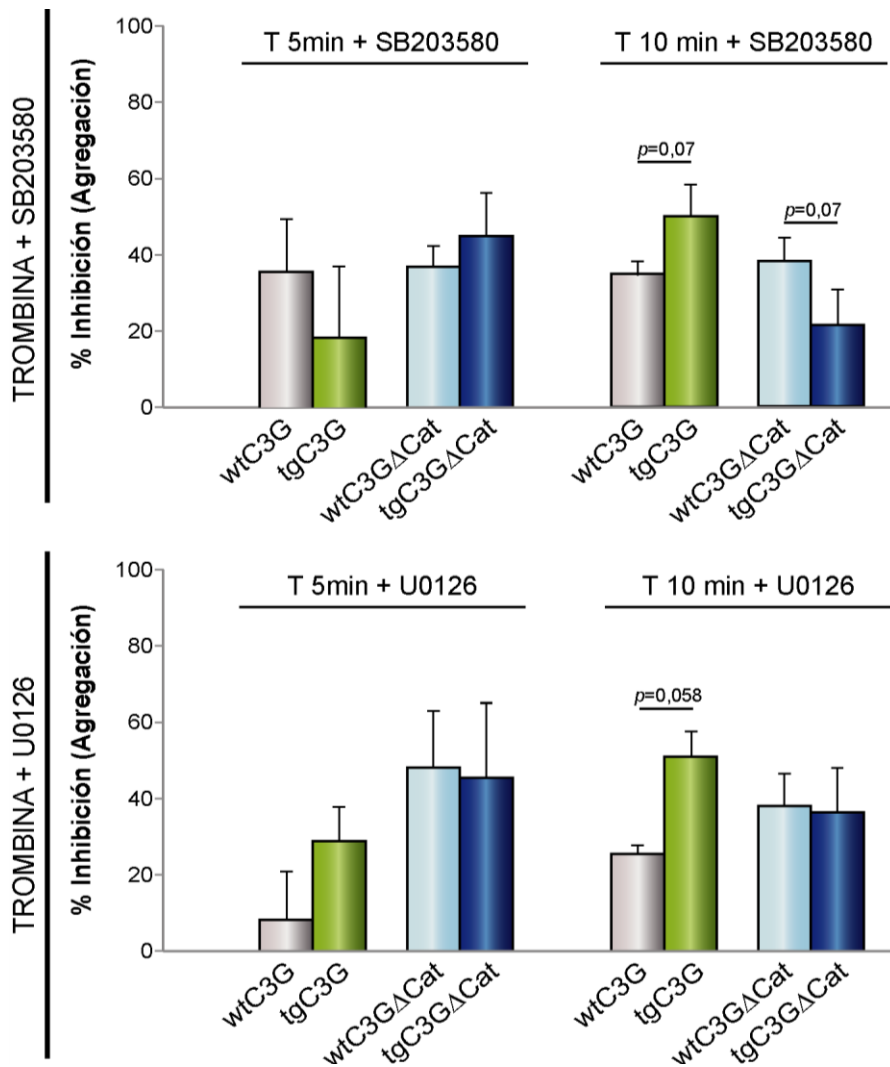 TROMBINA + SB203580
% Inhibición (Agregación)
100
80
60
40
20
0
T 5min + SB203580
T 10 min + SB203580
p=0,07
p=0,07
wtC3G
tgC3G
wtC3GΔCat
tgC3GΔCat
wtC3G
tgC3G
wtC3GΔCat
tgC3GΔCat
TROMBINA + U0126
% Inhibición (Agregación)
100
80
60
40
20
0
T 5min + U0126
T 10 min + U0126
p=0,058
wtC3G
tgC3G
wtC3GΔCat
tgC3GΔCat
wtC3G
tgC3G
wtC3GΔCat
tgC3GΔCat